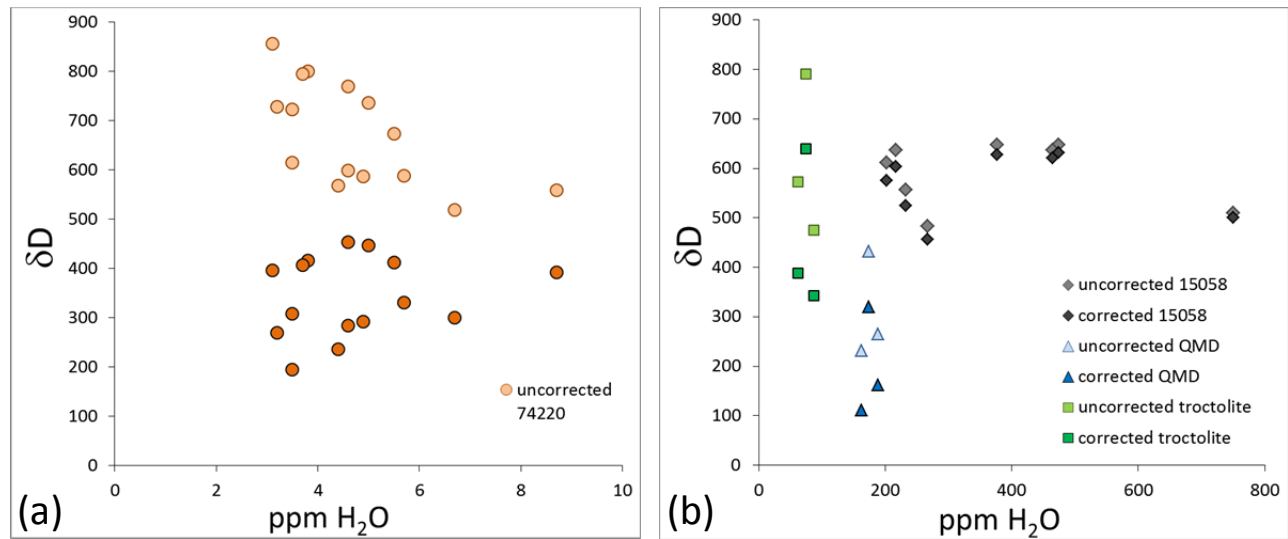 900
800
700
600
500
400
300
200
100
0
δD
0 2 4 6 8 10
ppm H₂O
uncorrected
74220
(a)
900
800
700
600
500
400
300
200
100
0
δD
0 200 400 600 800
ppm H₂O
uncorrected 15058
corrected 15058
uncorrected QMD
corrected QMD
uncorrected troctolite
corrected troctolite
(b)